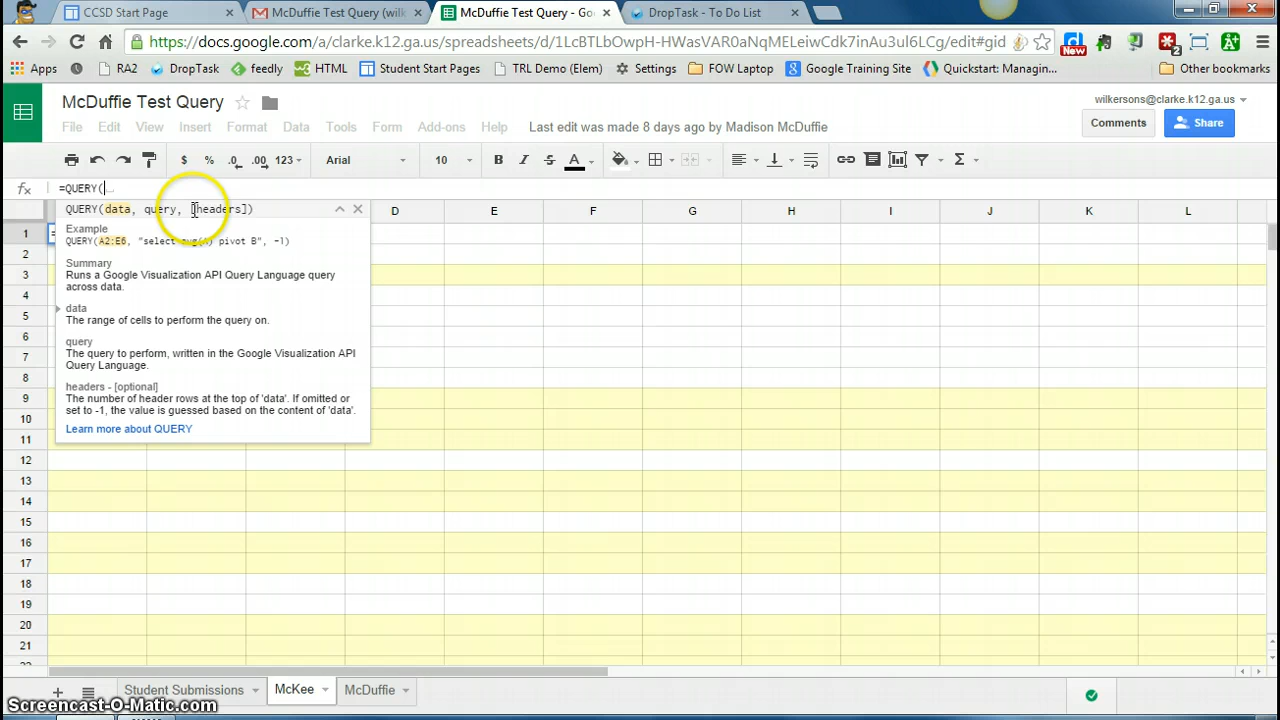 CCSD Start Page
McDuffie Test Query (wilk
McDuffie Test Query - Go
DropTask - To Do List
https://docs.google.com/a/clarke.k12.ga.us/spreadsheets/d/1LcBTLbOwpH-HWasVAR0aNqMELeiwCdk7inAu3ul6LCg/edit#gid
New
2
Apps
RA2
DropTask
feedly
HTML
Student Start Pages
TRL Demo (Elem)
Settings
FOW Laptop
Google Training Site
Quickstart: Managin...
Other bookmarks
McDuffie Test Query
wilkersons@clarke.k12.ga.us
File Edit View Insert Format Data Tools Form Add-ons Help
Last edit was made 8 days ago by Madison McDuffie
Comments
Share
$ % .0 .00 123 Arial 10 B I S A Σ
fx =QUERY(
QUERY(data, query, [headers])
D E F G H I J K L
Example
QUERY(A2:E6, "select avg(A) pivot B", -1)
Summary
Runs a Google Visualization API Query Language query
across data.
data
The range of cells to perform the query on.
query
The query to perform, written in the Google Visualization API
Query Language.
headers - [optional]
The number of header rows at the top of 'data'. If omitted or
set to -1, the value is guessed based on the content of 'data'.
Learn more about QUERY
1 =
2
3
4
5
6
7
8
9
10
11
12
13
14
15
16
17
18
19
20
21
Student Submissions
McKee
McDuffie
Screencast-O-Matic.com